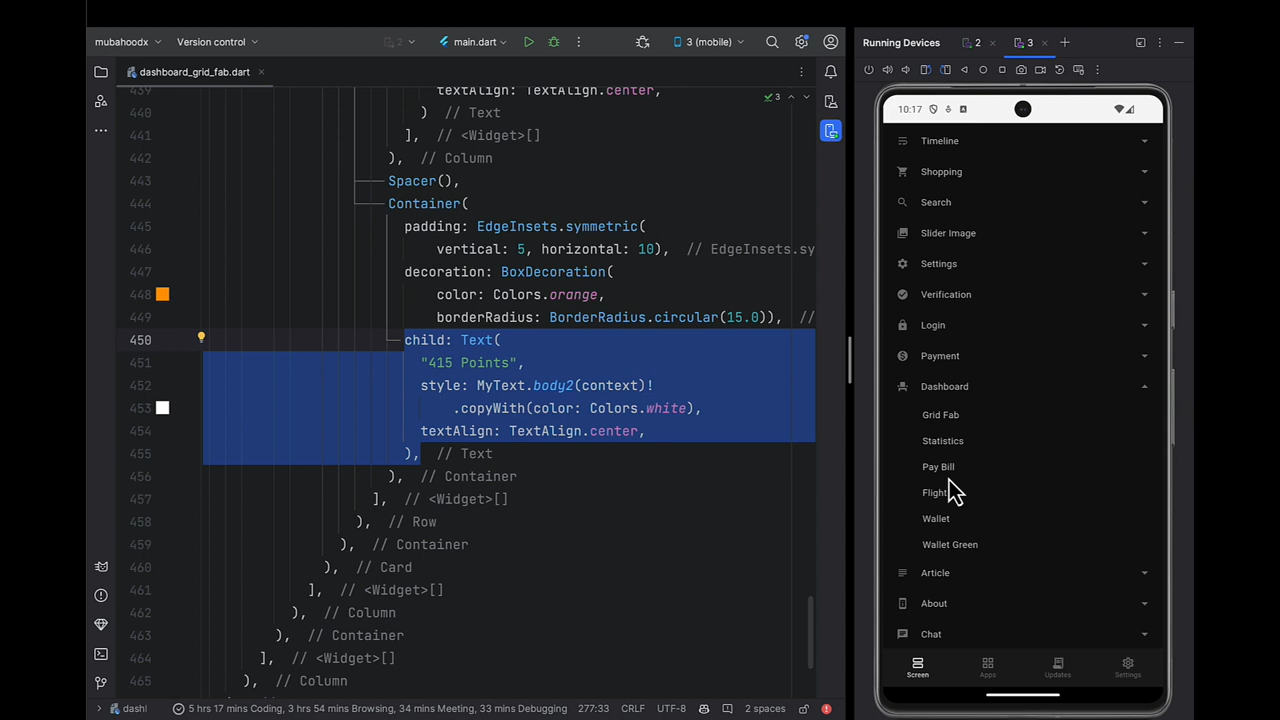 mubahoodx
Version control
2
main.dart
3 (mobile)
Running Devices
2
3
dashboard_grid_fab.dart
3
439 textAlign: TextAlign.center,
440 ) // Text
441 ], // <Widget>[]
442 ), // Column
443 Spacer(),
444 Container(
445 padding: EdgeInsets.symmetric(
446 vertical: 5, horizontal: 10), // EdgeInsets.sy
447 decoration: BoxDecoration(
448 color: Colors.orange,
449 borderRadius: BorderRadius.circular(15.0)), //
450 child: Text(
451 "415 Points",
452 style: MyText.body2(context)!
453 .copyWith(color: Colors.white),
454 textAlign: TextAlign.center,
455 ), // Text
456 ), // Container
457 ], // <Widget>[]
458 ), // Row
459 ), // Container
460 ), // Card
461 ], // <Widget>[]
462 ), // Column
463 ), // Container
464 ], // <Widget>[]
465 ), // Column
dashl
5 hrs 17 mins Coding, 3 hrs 54 mins Browsing, 34 mins Meeting, 33 mins Debugging
277:33
CRLF
UTF-8
2 spaces
10:17
Timeline
Shopping
Search
Slider Image
Settings
Verification
Login
Payment
Dashboard
Grid Fab
Statistics
Pay Bill
Flight
Wallet
Wallet Green
Article
About
Chat
Screen
Apps
Updates
Settings